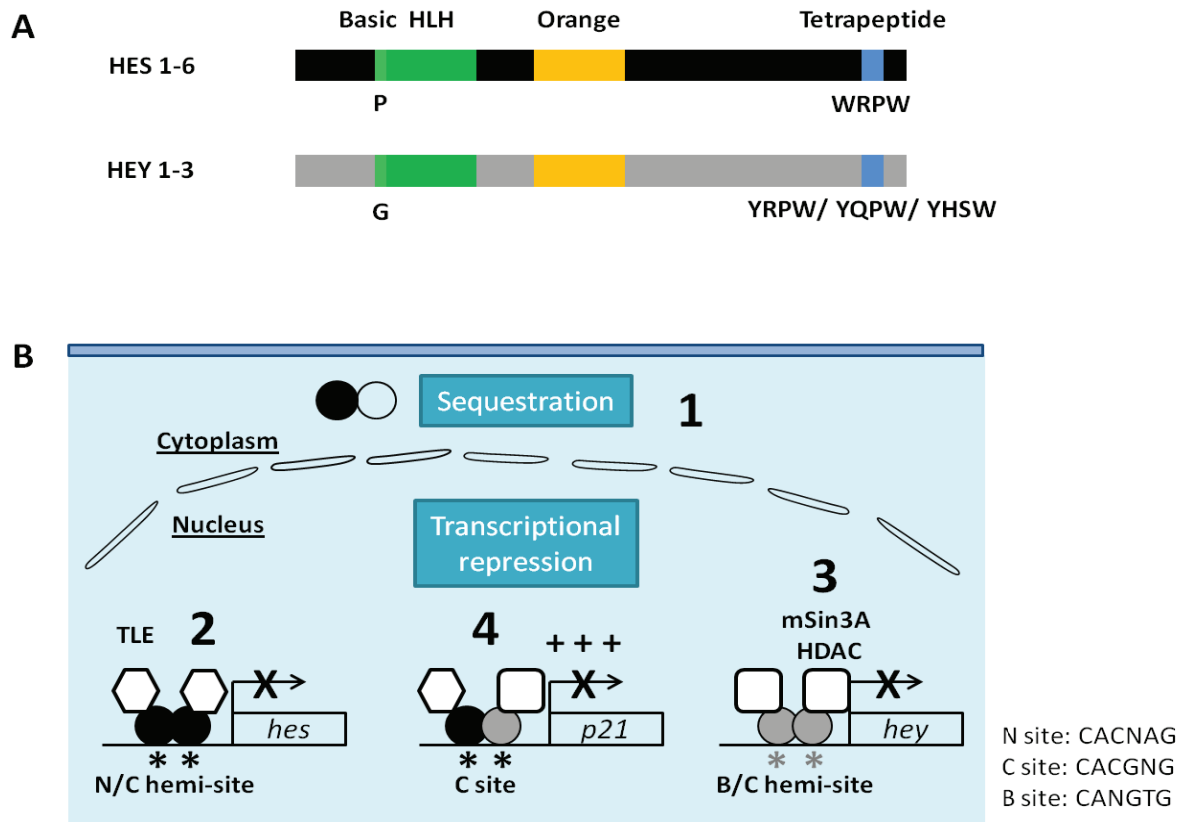 A
Basic HLH Orange Tetrapeptide
HES 1-6
P WRPW
HEY 1-3
G YRPW/ YQPW/ YHSW
B
Sequestration 1
Cytoplasm
Nucleus
Transcriptional
repression
TLE 2
4 + + +
3
mSin3A
HDAC
X X X
hes p21 hey
* * * * * *
N/C hemi-site C site B/C hemi-site
N site: CACNAG
C site: CACGNG
B site: CANGTG